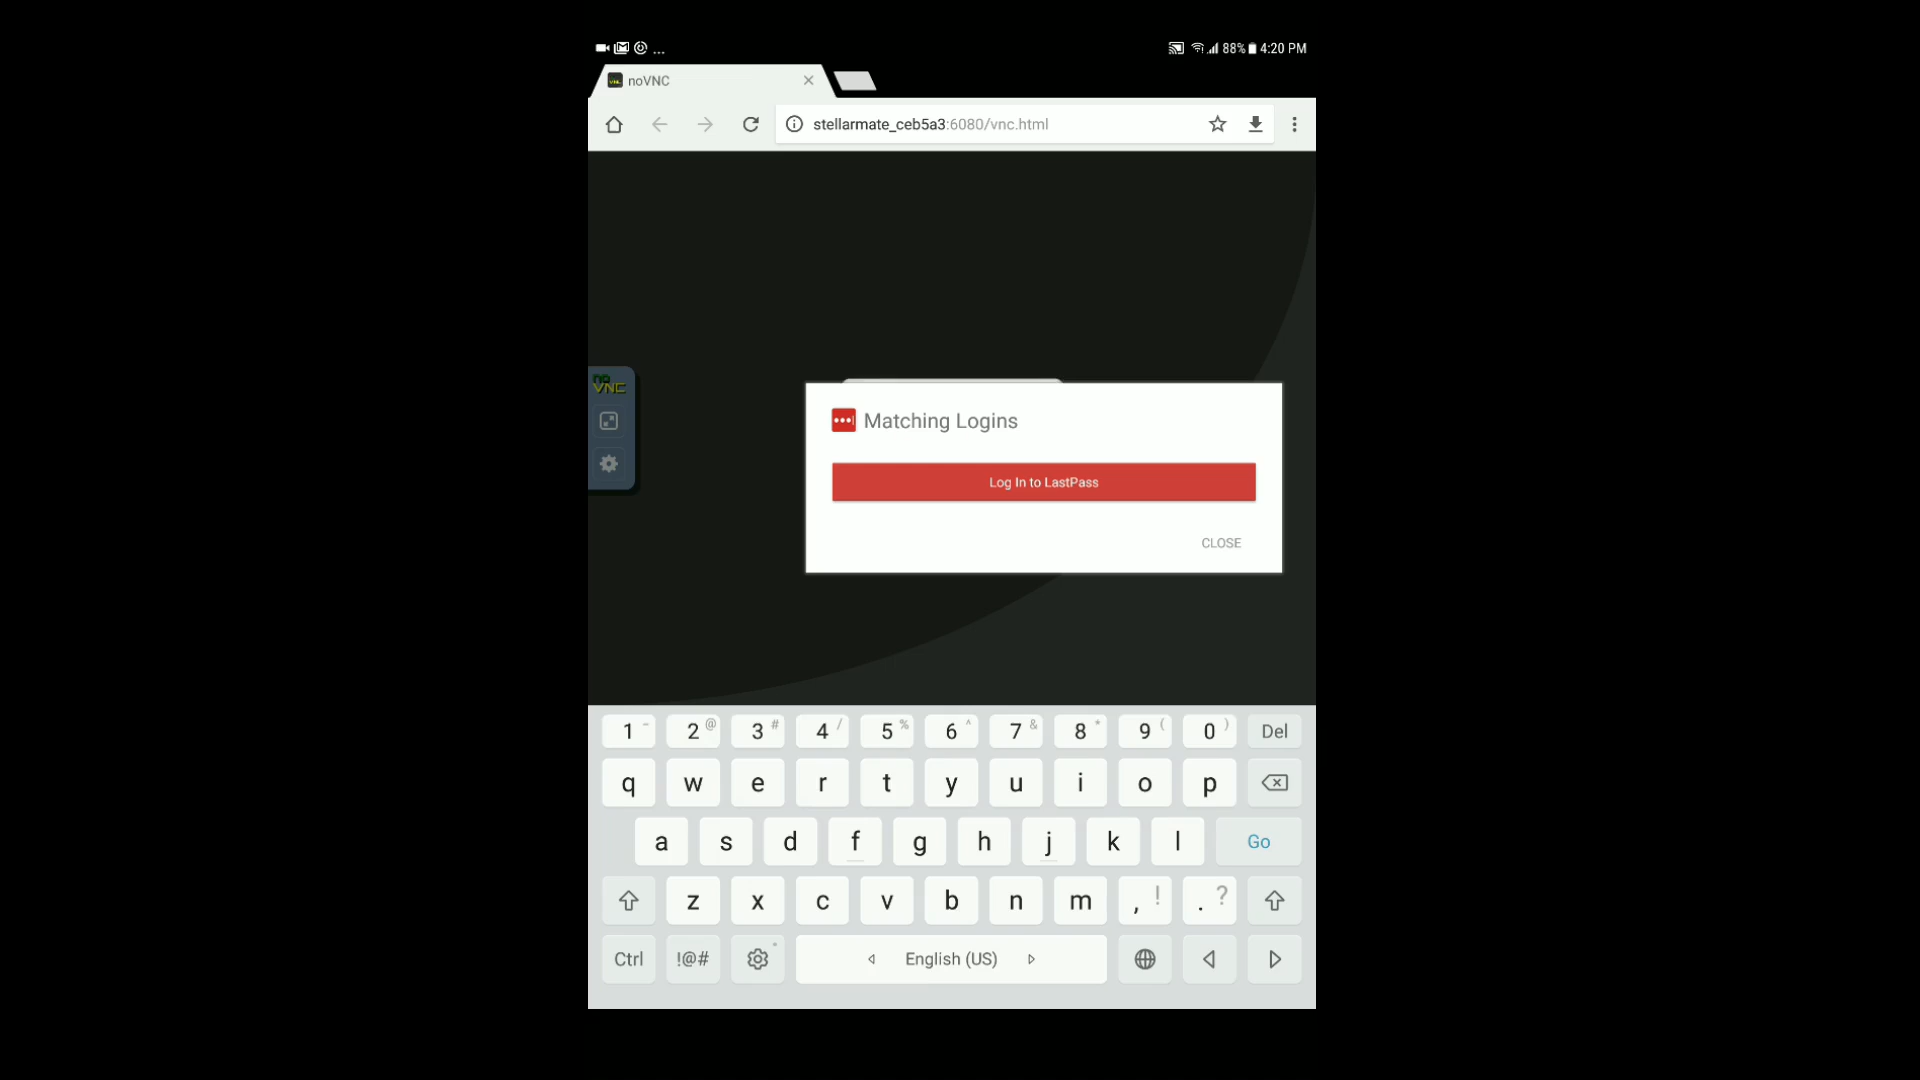 ... 88% 4:20 PM
noVNC
stellarmate_ceb5a3:6080/vnc.html
no
VNC
Matching Logins
Log In to LastPass
CLOSE
1 - 2 @ 3 # 4 / 5 % 6 ^ 7 & 8 * 9 ( 0 ) Del
q w e r t y u i o p
a s d f g h j k l Go
z x c v b n m , ! . ?
Ctrl !@# English (US)